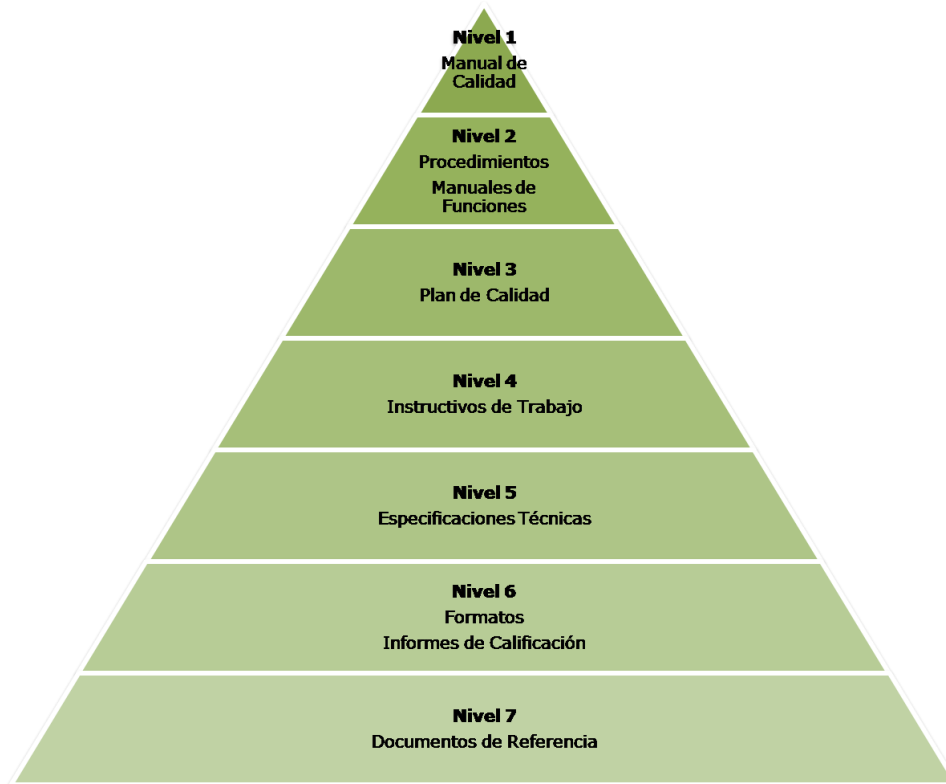 Nivel 1
Manual de
Calidad
Nivel 2
Procedimientos
Manuales de
Funciones
Nivel 3
Plan de Calidad
Nivel 4
Instructivos de Trabajo
Nivel 5
Especificaciones Técnicas
Nivel 6
Formatos
Informes de Calificación
Nivel 7
Documentos de Referencia